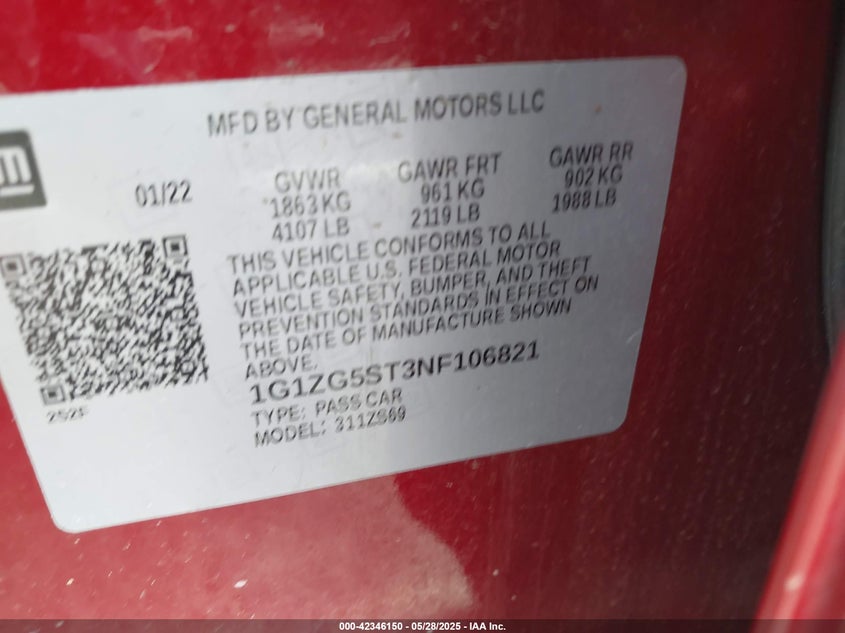 MFD BY GENERAL MOTORS LLC
01/22
GVWR
1863 KG
4107 LB
GAWR FRT
961 KG
2119 LB
GAWR RR
902 KG
1988 LB
THIS VEHICLE CONFORMS TO ALL
APPLICABLE U.S. FEDERAL MOTOR
VEHICLE SAFETY, BUMPER, AND THEFT
PREVENTION STANDARDS IN EFFECT ON
THE DATE OF MANUFACTURE SHOWN
ABOVE.
1G1ZG5ST3NF106821
TYPE: PASS CAR
MODEL: 311ZS69
2S2F
000-42346150 • 05/28/2025 - IAA Inc.